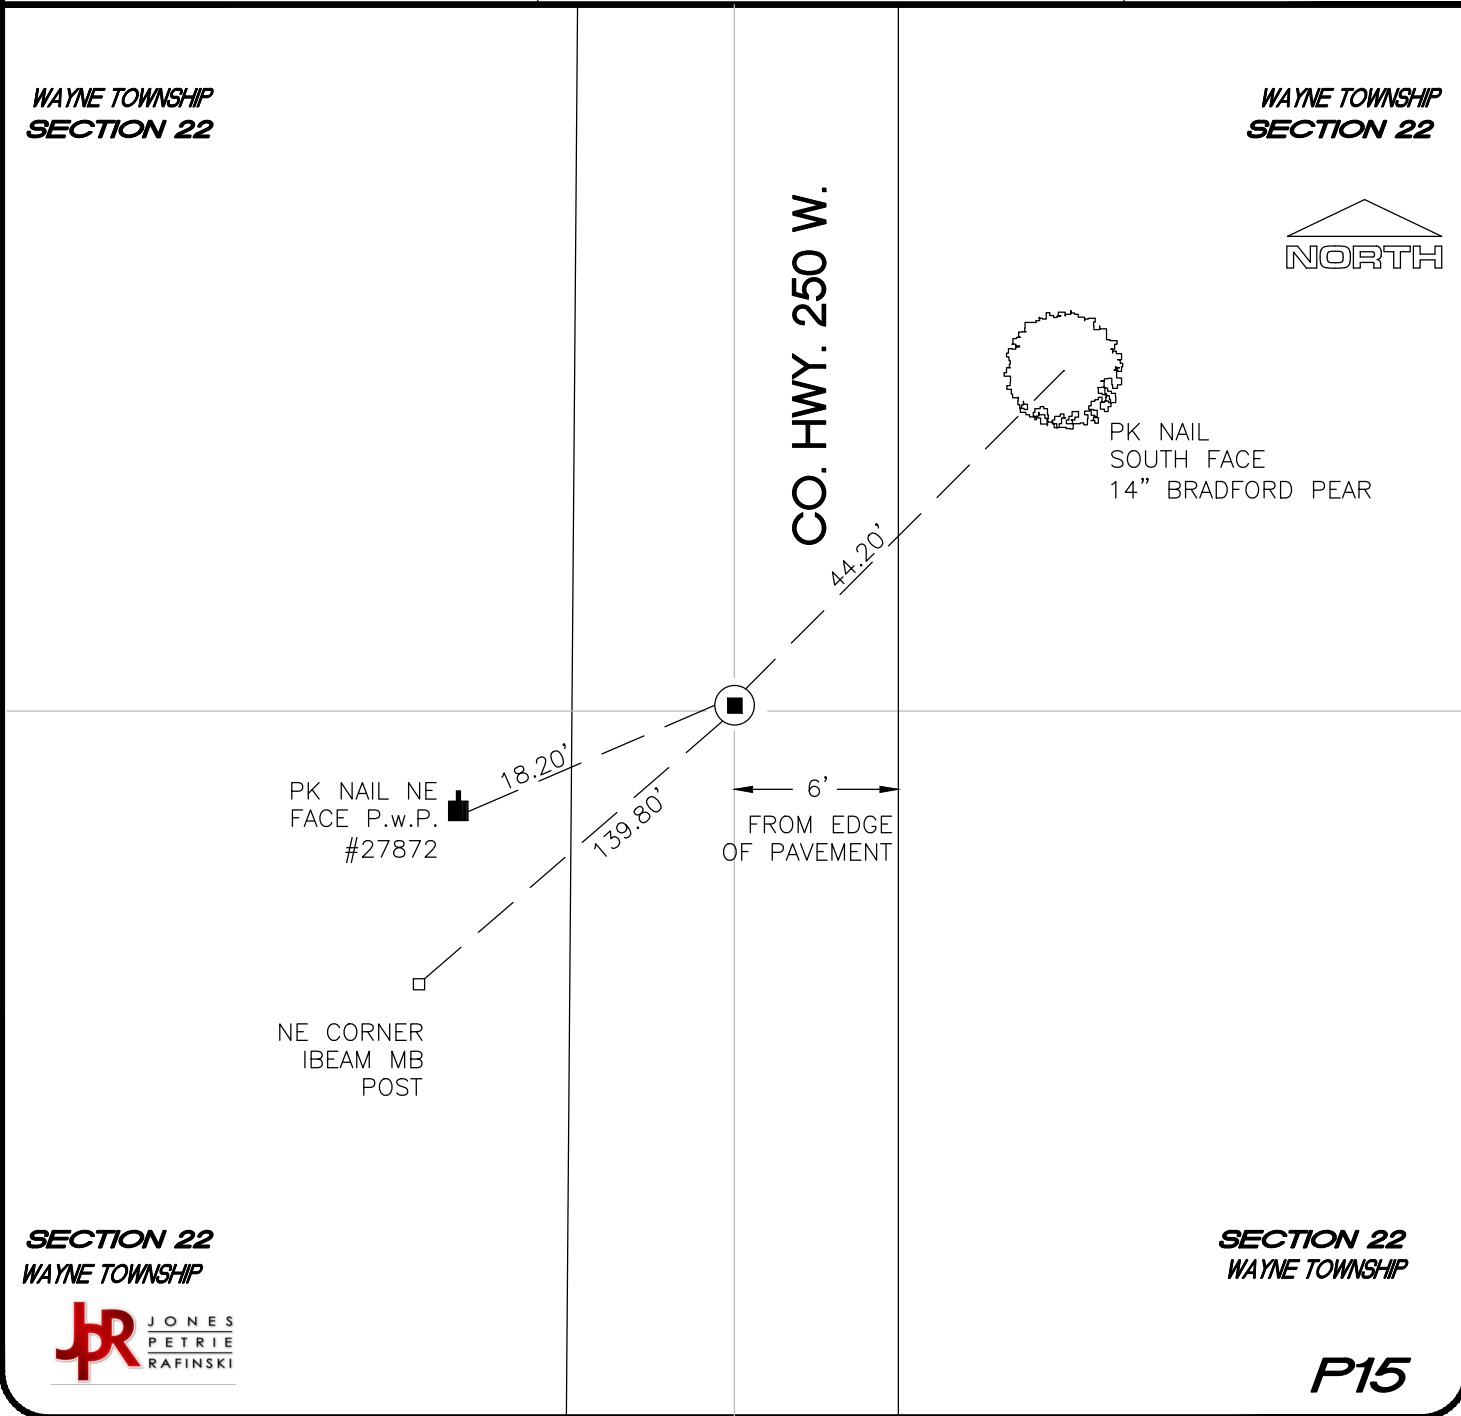 WAYNE TOWNSHIP
SECTION 22
WAYNE TOWNSHIP
SECTION 22
NORTH
CO. HWY. 250 W.
PK NAIL
SOUTH FACE
14" BRADFORD PEAR
44.20'
18.20'
139.80'
PK NAIL NE
FACE P.w.P.
#27872
6'
FROM EDGE
OF PAVEMENT
NE CORNER
IBEAM MB
POST
SECTION 22
WAYNE TOWNSHIP
SECTION 22
WAYNE TOWNSHIP
JPR
JONES
PETRIE
RAFINSKI
P15